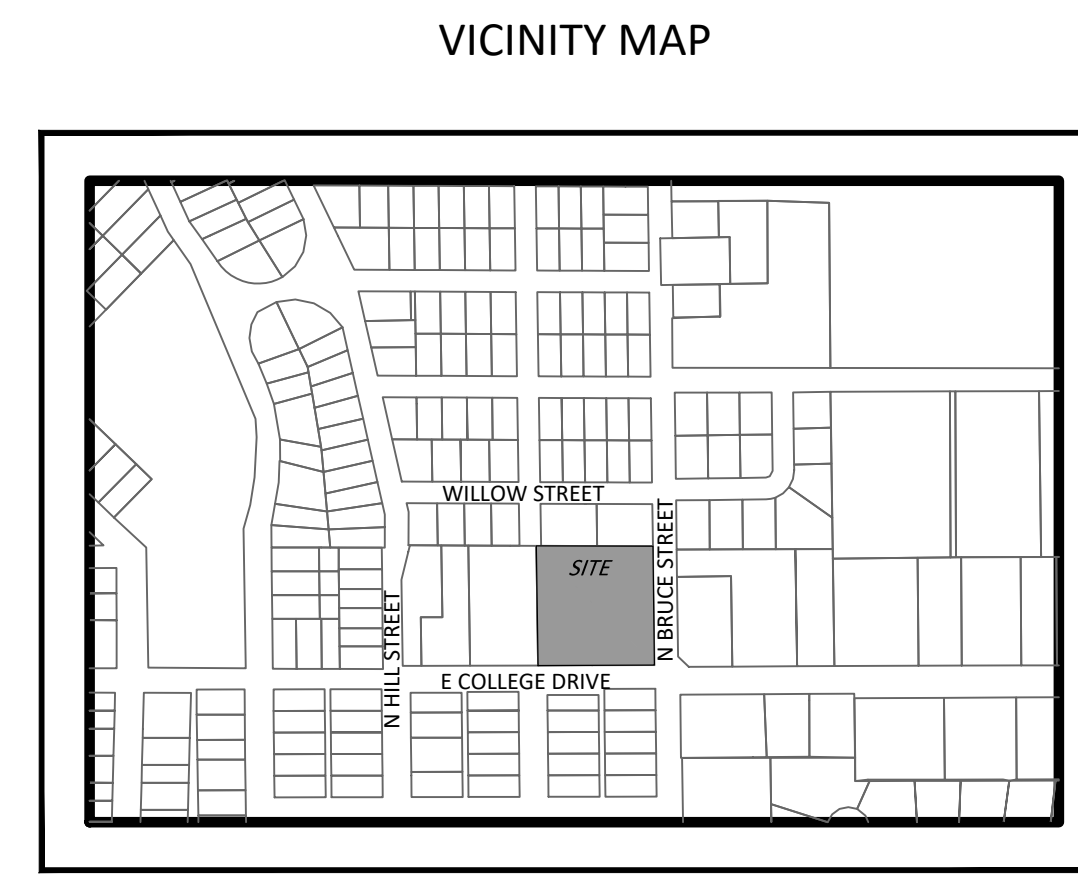 VICINITY MAP
WILLOW STREET
SITE
N BRUCE STREET
N HILL STREET
E COLLEGE DRIVE